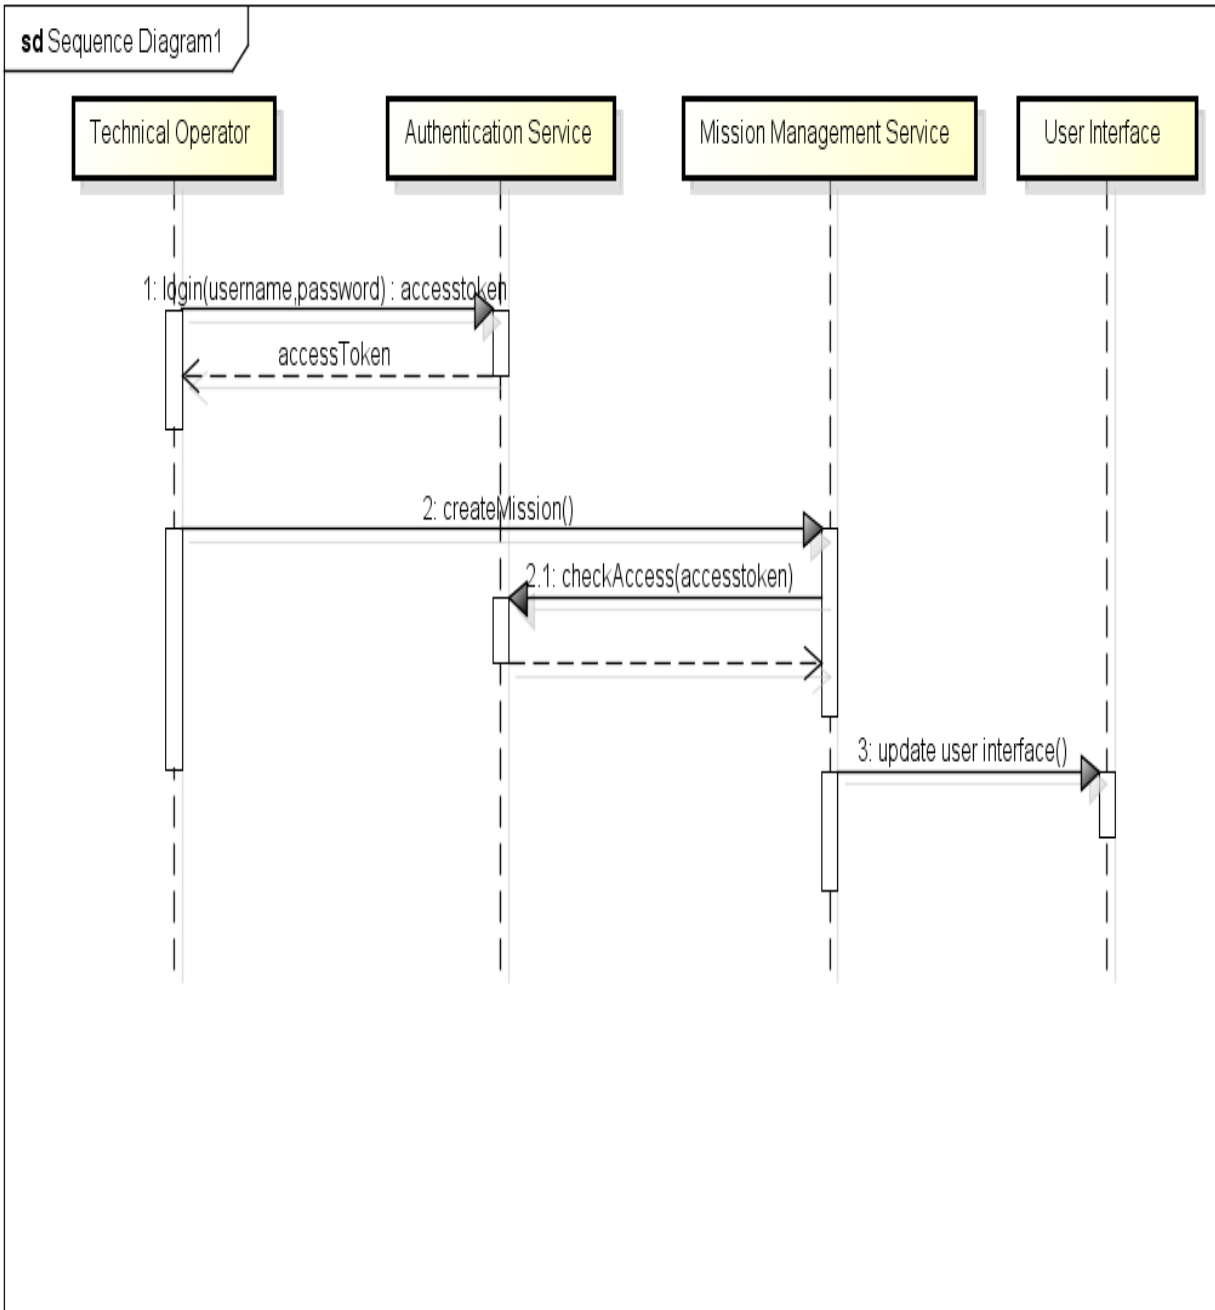 sd Sequence Diagram1
Technical Operator
Authentication Service
Mission Management Service
User Interface
1: login(username,password) : accesstoken
accessToken
2: createMission()
2.1: checkAccess(accesstoken)
3: update user interface()